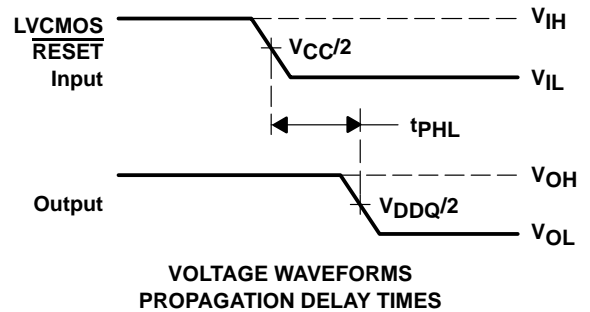 LVCMOS
RESET
Input
VIH
VCC/2
VIL
tPHL
Output
VOH
VDDQ/2
VOL
VOLTAGE WAVEFORMS
PROPAGATION DELAY TIMES